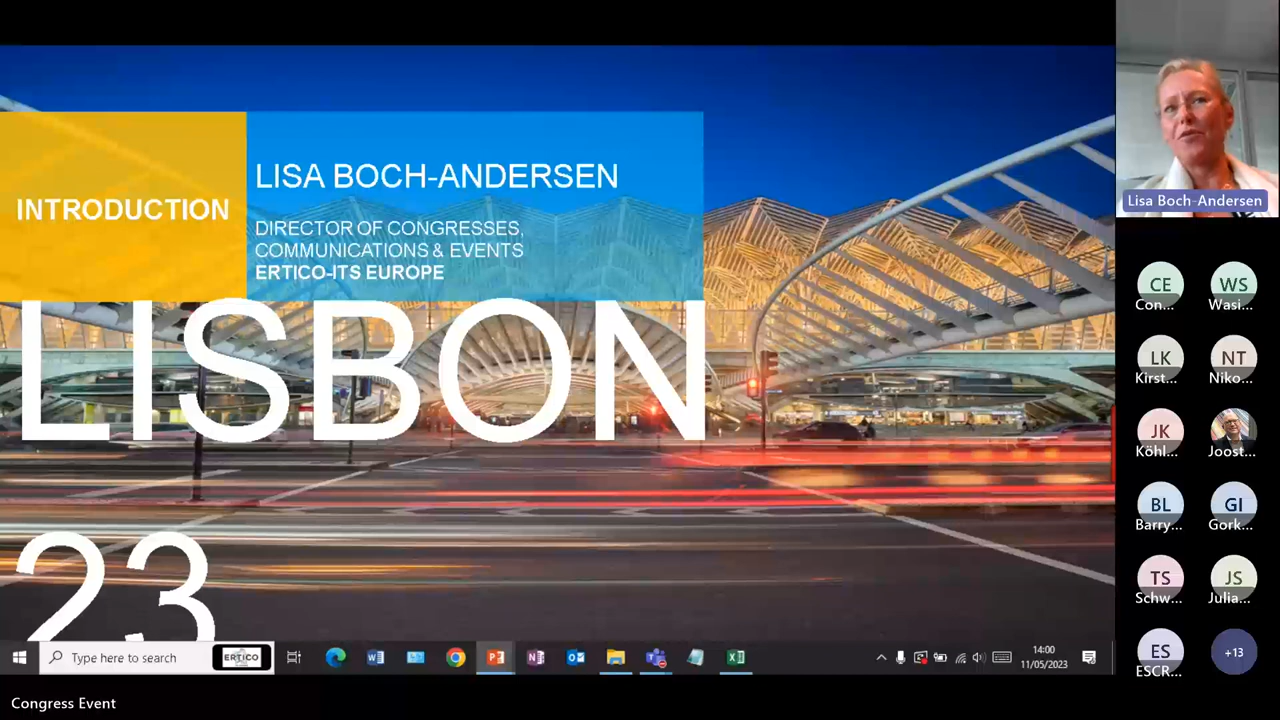 INTRODUCTION
LISA BOCH-ANDERSEN
DIRECTOR OF CONGRESSES,
COMMUNICATIONS & EVENTS
ERTICO-ITS EUROPE
LISBON
23
Lisa Boch-Andersen
CE
Con...
WS
Wasi...
LK
Kirst...
NT
Niko...
JK
Köhl...
Joost...
BL
Barry...
GI
Gork...
TS
Schw...
JS
Julia...
ES
ESCR...
+13
Type here to search
ERTICO
14:00
11/05/2023
Congress Event